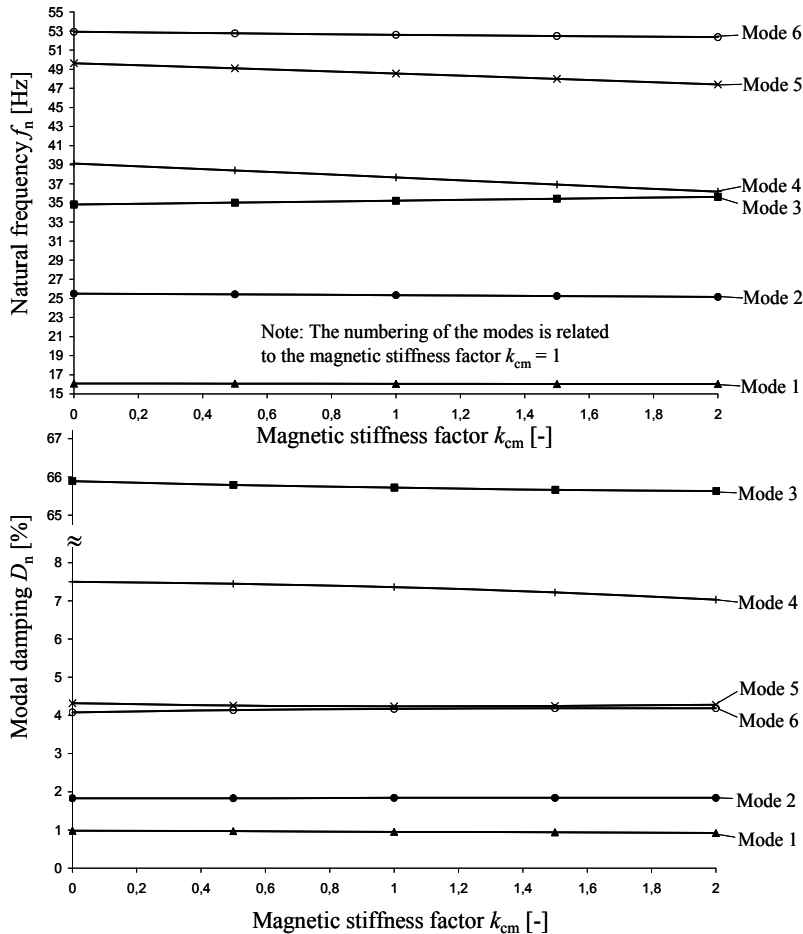 Natural frequency fn [Hz]
55
53
51
49
47
45
43
41
39
37
35
33
31
29
27
25
23
21
19
17
15
Mode 6
Mode 5
Mode 4
Mode 3
Mode 2
Mode 1
Note: The numbering of the modes is related
to the magnetic stiffness factor kcm = 1
0 0,2 0,4 0,6 0,8 1 1,2 1,4 1,6 1,8 2
Magnetic stiffness factor kcm [-]
Modal damping Dn [%]
67
66
65
≈
8
7
6
5
4
3
2
1
0
Mode 3
Mode 4
Mode 5
Mode 6
Mode 2
Mode 1
0 0,2 0,4 0,6 0,8 1 1,2 1,4 1,6 1,8 2
Magnetic stiffness factor kcm [-]